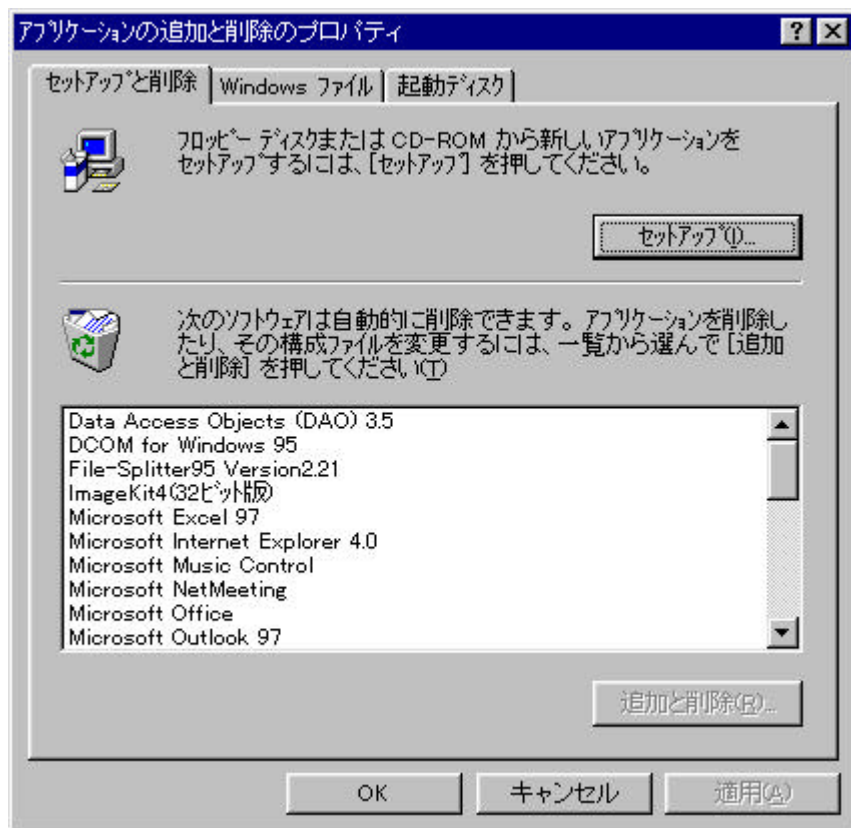 アプリケーションの追加と削除のプロパティ
セットアップと削除
Windows ファイル
起動ディスク
フロッピー ディスクまたは CD-ROM から新しいアプリケーションを
セットアップするには、[セットアップ] を押してください。
セットアップ(I)...
次のソフトウェアは自動的に削除できます。アプリケーションを削除し
たり、その構成ファイルを変更するには、一覧から選んで [追加
と削除] を押してください(T)
Data Access Objects (DAO) 3.5
DCOM for Windows 95
File-Splitter95 Version2.21
ImageKit4(32ビット版)
Microsoft Excel 97
Microsoft Internet Explorer 4.0
Microsoft Music Control
Microsoft NetMeeting
Microsoft Office
Microsoft Outlook 97
追加と削除(R)...
OK
キャンセル
適用(A)